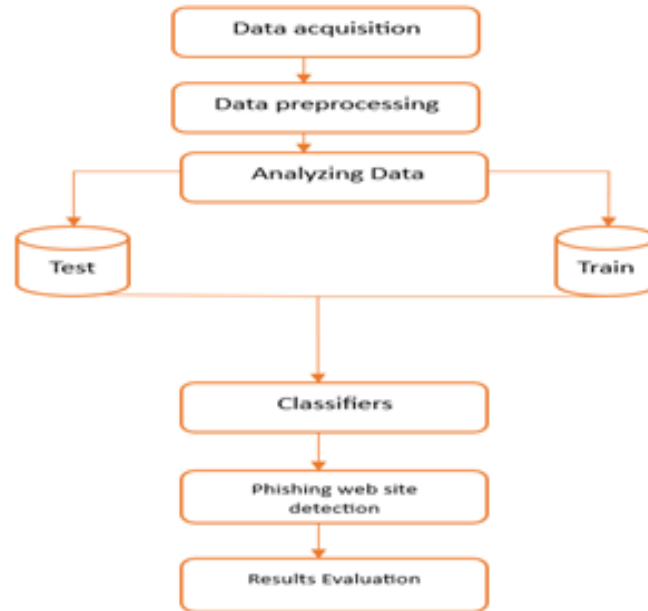 Data acquisition
Data preprocessing
Analyzing Data
Test
Train
Classifiers
Phishing web site
detection
Results Evaluation